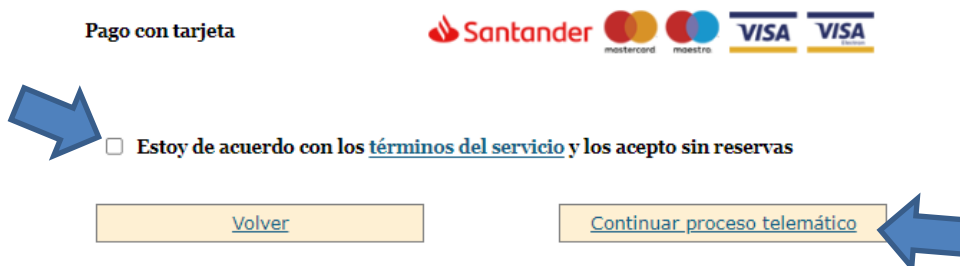 Pago con tarjeta
Santander
mastercard
maestro
VISA
VISA
Electron
Estoy de acuerdo con los términos del servicio y los acepto sin reservas
Volver
Continuar proceso telemático